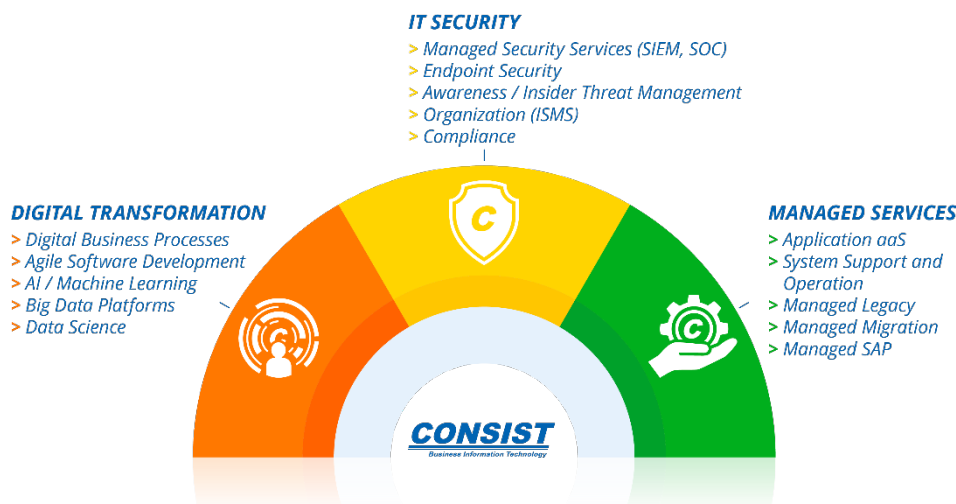 IT SECURITY
> Managed Security Services (SIEM, SOC)
> Endpoint Security
> Awareness / Insider Threat Management
> Organization (ISMS)
> Compliance
DIGITAL TRANSFORMATION
> Digital Business Processes
> Agile Software Development
> AI / Machine Learning
> Big Data Platforms
> Data Science
MANAGED SERVICES
> Application aaS
> System Support and
Operation
> Managed Legacy
> Managed Migration
> Managed SAP
C
C
C
CONSIST
Business Information Technology